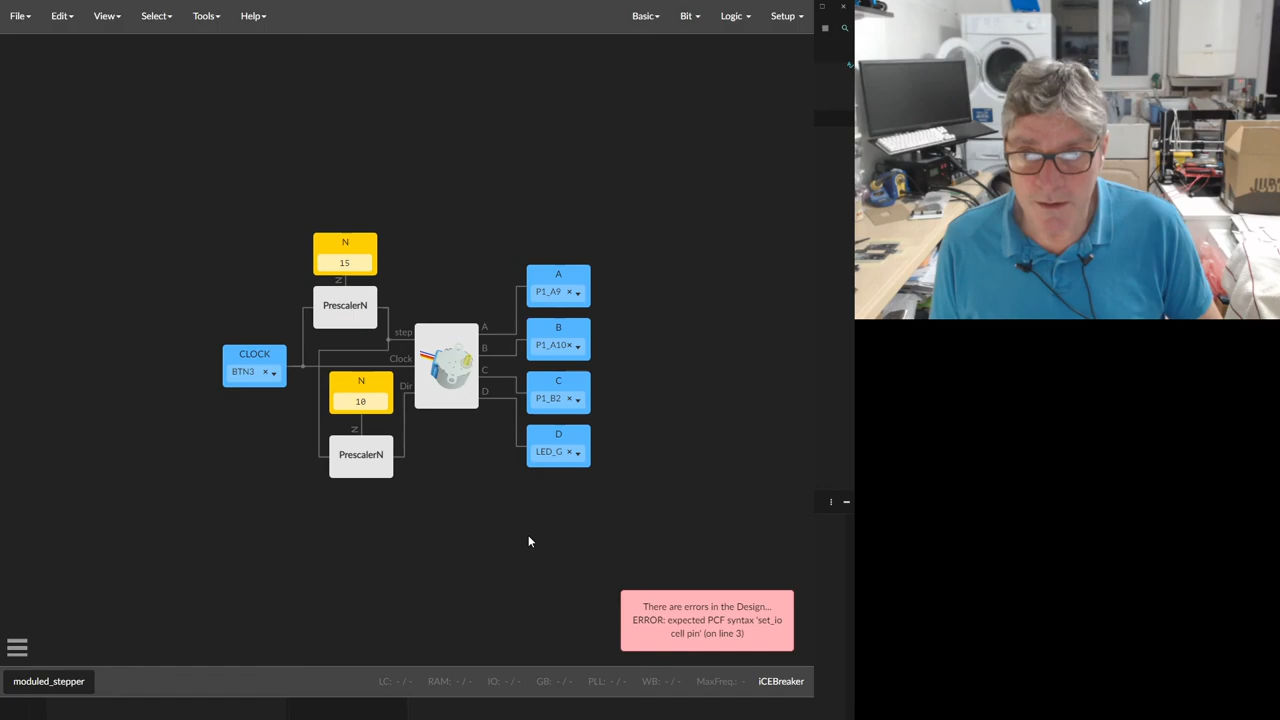 File Edit View Select Tools Help Basic Bit Logic Setup
N
15
N
PrescalerN
CLOCK
BTN3
step
Clock
Dir
N
10
N
PrescalerN
A
B
C
D
A
P1_A9
B
P1_A10
C
P1_B2
D
LED_G
There are errors in the Design...
ERROR: expected PCF syntax 'set_io
cell pin' (on line 3)
moduled_stepper
LC: - / - RAM: - / - IO: - / - GB: - / - PLL: - / - WB: - / - MaxFreq.: - iCEBreaker